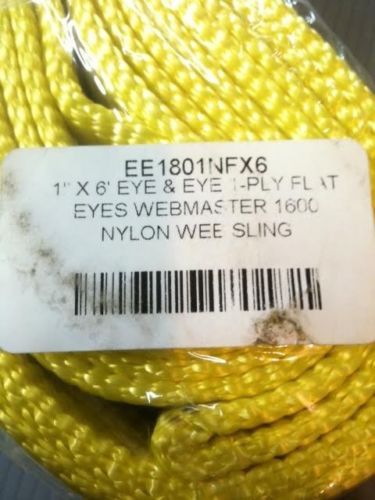 EE1801NFX6
1" X 6' EYE & EYE 1-PLY FLAT
EYES WEBMASTER 1600
NYLON WEB SLING